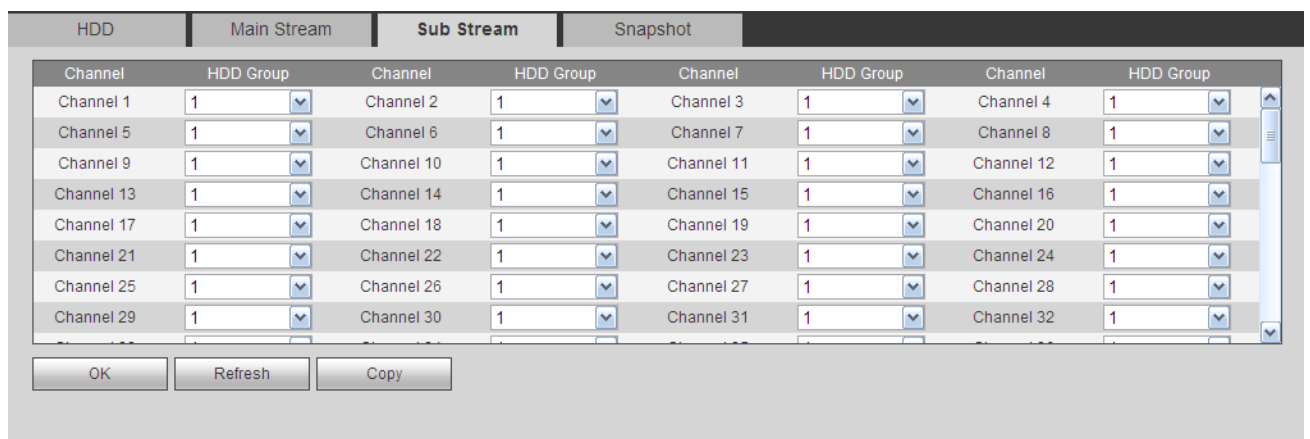 HDD Main Stream Sub Stream Snapshot
Channel HDD Group Channel HDD Group Channel HDD Group Channel HDD Group
Channel 1 1 Channel 2 1 Channel 3 1 Channel 4 1
Channel 5 1 Channel 6 1 Channel 7 1 Channel 8 1
Channel 9 1 Channel 10 1 Channel 11 1 Channel 12 1
Channel 13 1 Channel 14 1 Channel 15 1 Channel 16 1
Channel 17 1 Channel 18 1 Channel 19 1 Channel 20 1
Channel 21 1 Channel 22 1 Channel 23 1 Channel 24 1
Channel 25 1 Channel 26 1 Channel 27 1 Channel 28 1
Channel 29 1 Channel 30 1 Channel 31 1 Channel 32 1
OK Refresh Copy